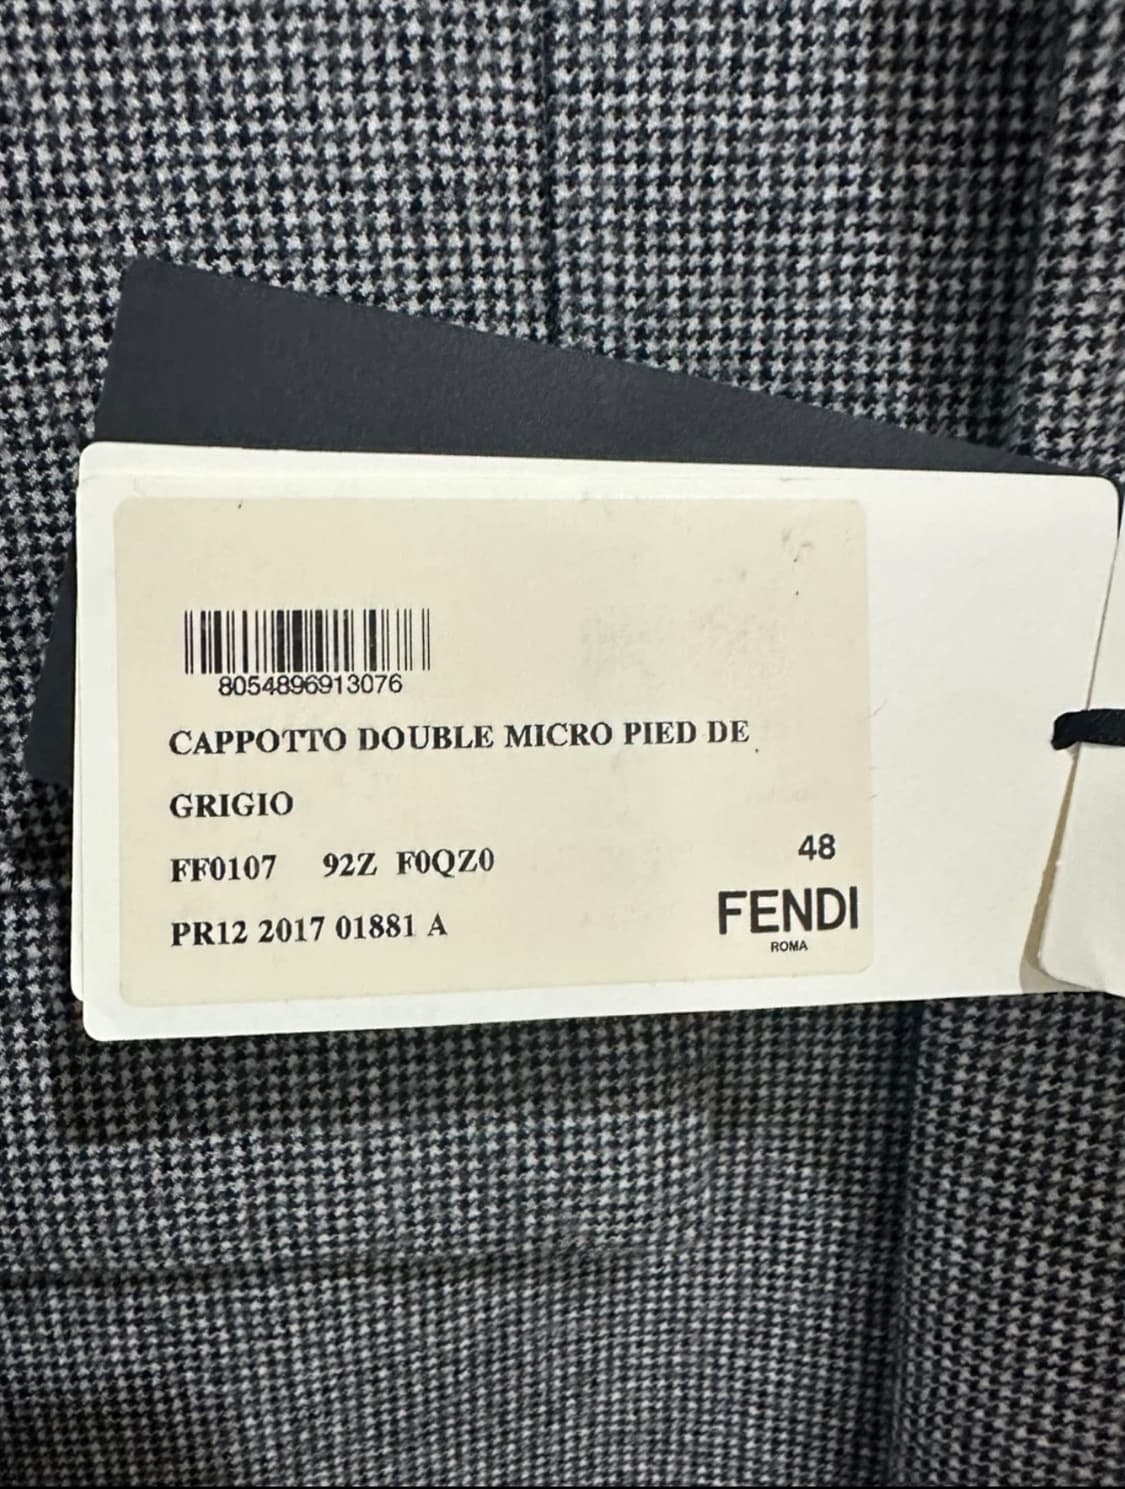 8054896913076
CAPPOTTO DOUBLE MICRO PIED DE
GRIGIO
FF0107 92Z F0QZ0
48
PR12 2017 01881 A
FENDI
ROMA